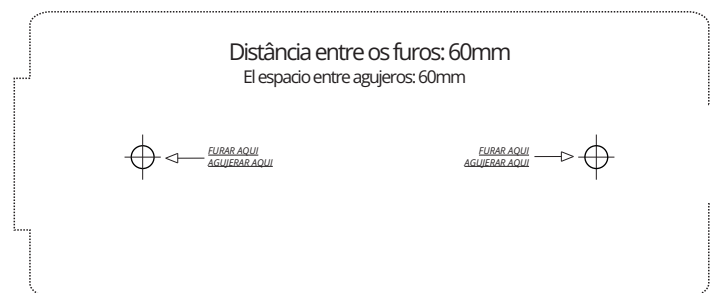 Distância entre os furos: 60mm
El espacio entre agujeros: 60mm
FURAR AQUI
AGUJERAR AQUI
FURAR AQUI
AGUJERAR AQUI